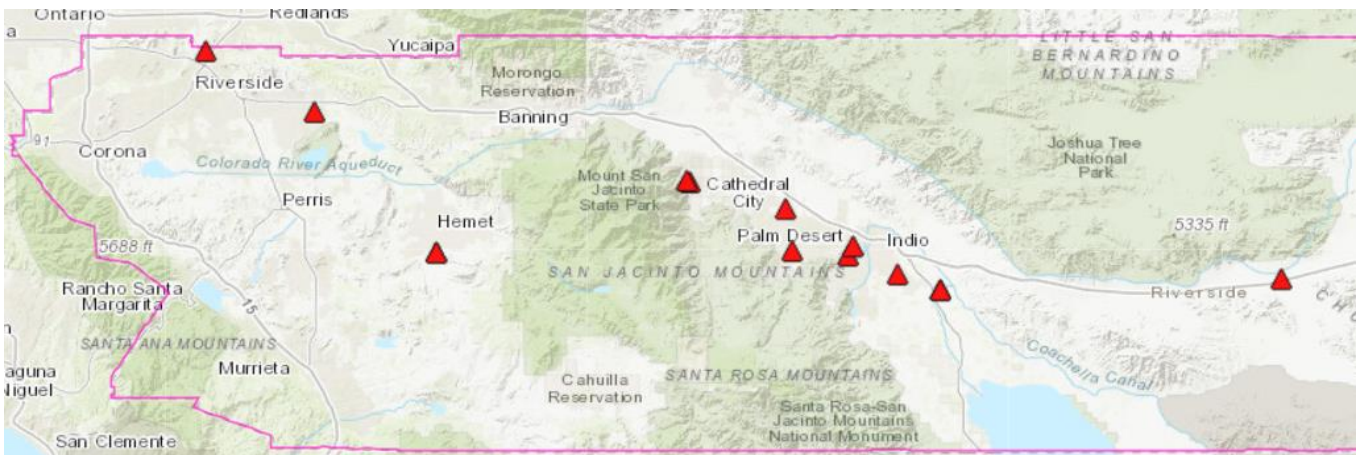 Ontario
Redlands
a
Yucaipa
LITTLE SAN
BERNARDINO
MOUNTAINS
Riverside
Morongo
Reservation
Banning
91
Corona
Colorado River Aqueduct
Joshua Tree
National
Park
Mount San
Jacinto
State Park
Cathedral
City
Perris
Hemet
5688 ft
Palm Desert
Indio
5335 ft
SAN JACINTO MOUNTAINS
Rancho Santa
Margarita
15
Riverside
SANTA ANA MOUNTAINS
Murrieta
Coachella Canal
aguna
Niguel
Cahuilla
Reservation
SANTA ROSA MOUNTAINS
Santa Rosa-San
Jacinto Mountains
National Monument
San Clemente